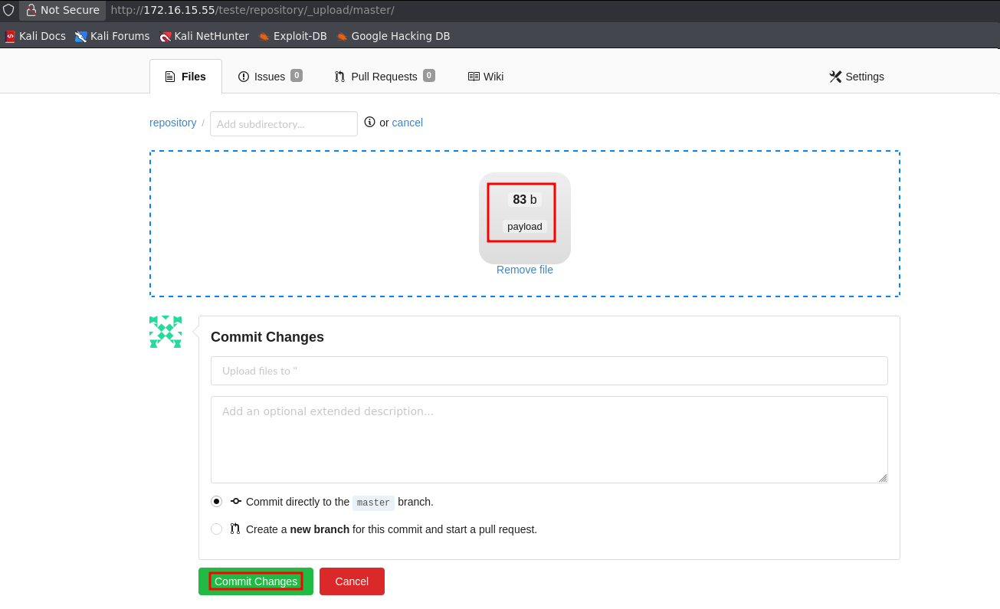 Not Secure http://172.16.15.55/teste/repository/_upload/master/
Kali Docs Kali Forums Kali NetHunter Exploit-DB Google Hacking DB
Files Issues 0 Pull Requests 0 Wiki Settings
repository / Add subdirectory... or cancel
83 b
payload
Remove file
Commit Changes
Upload files to ''
Add an optional extended description...
Commit directly to the master branch.
Create a new branch for this commit and start a pull request.
Commit Changes Cancel